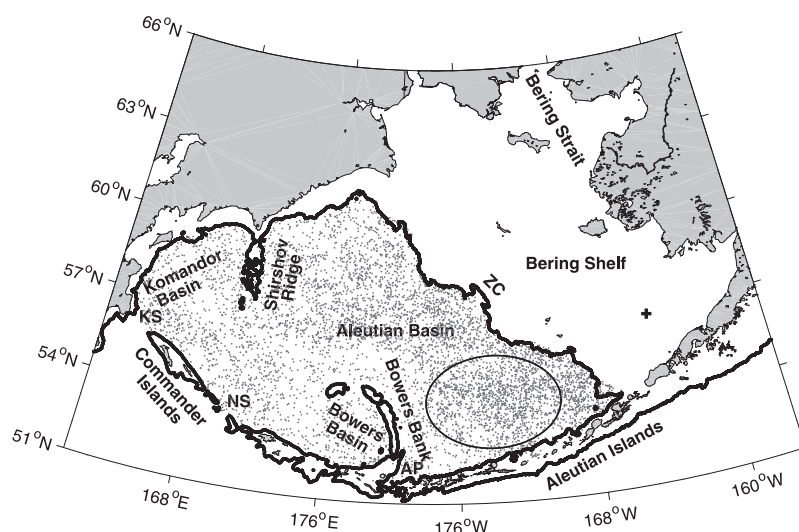 66°N
63°N
60°N
57°N
54°N
51°N
168°E
176°E
176°W
168°W
160°W
Bering Strait
Bering Shelf
ZC
Shirshov
Ridge
Komandor
Basin
KS
Aleutian Basin
Commander
Islands
NS
Bowers
Basin
Bowers Bank
AP
Aleutian Islands